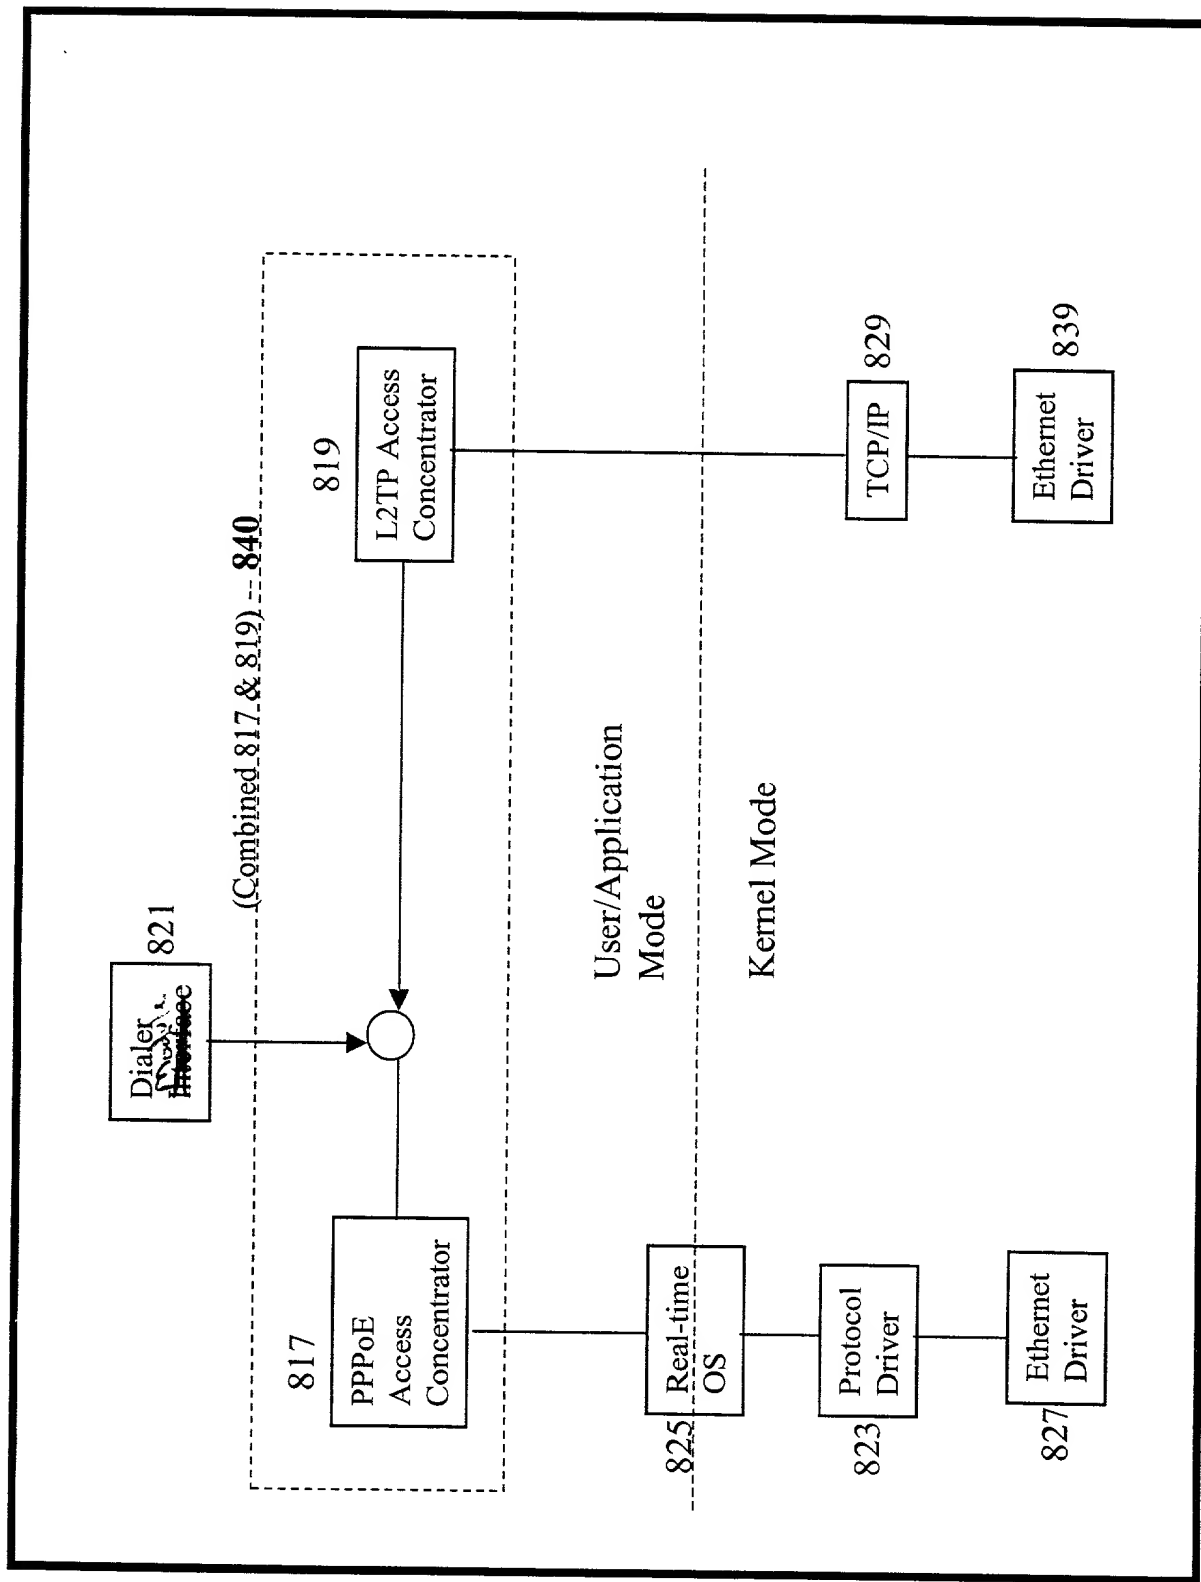 Dialer
Interface
821
(Combined 817 & 819) -- 840
817
PPPoE
Access
Concentrator
819
L2TP Access
Concentrator
User/Application
Mode
Kernel Mode
825
Real-time
OS
823
Protocol
Driver
827
Ethernet
Driver
TCP/IP
829
Ethernet
Driver
839